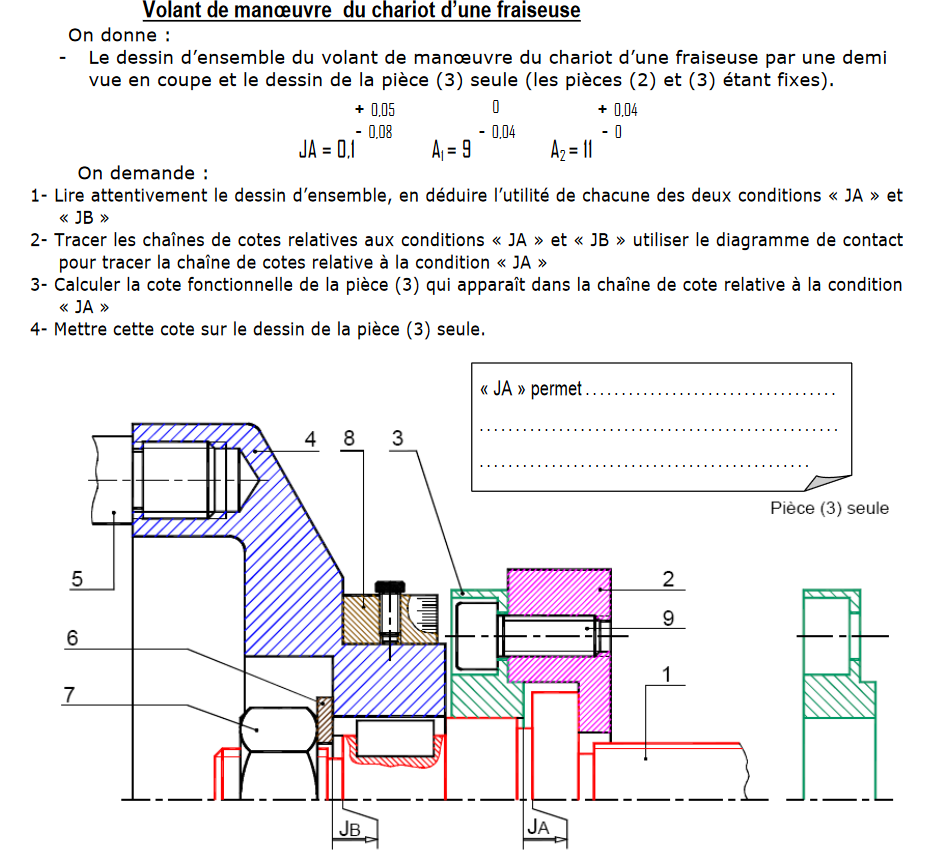 Volant de manœuvre du chariot d’une fraiseuse
On donne :
- Le dessin d’ensemble du volant de manœuvre du chariot d’une fraiseuse par une demi
vue en coupe et le dessin de la pièce (3) seule (les pièces (2) et (3) étant fixes).
+ 0,05 0 + 0,04
- 0,08 - 0,04 - 0
JA = 0,1 A1 = 9 A2 = 11
On demande :
1- Lire attentivement le dessin d’ensemble, en déduire l’utilité de chacune des deux conditions « JA » et
« JB »
2- Tracer les chaînes de cotes relatives aux conditions « JA » et « JB » utiliser le diagramme de contact
pour tracer la chaîne de cotes relative à la condition « JA »
3- Calculer la cote fonctionnelle de la pièce (3) qui apparaît dans la chaîne de cote relative à la condition
« JA »
4- Mettre cette cote sur le dessin de la pièce (3) seule.
« JA » permet...................................
..................................................
..............................................
Pièce (3) seule
4 8 3
5
2
9
6
1
7
JB
JA